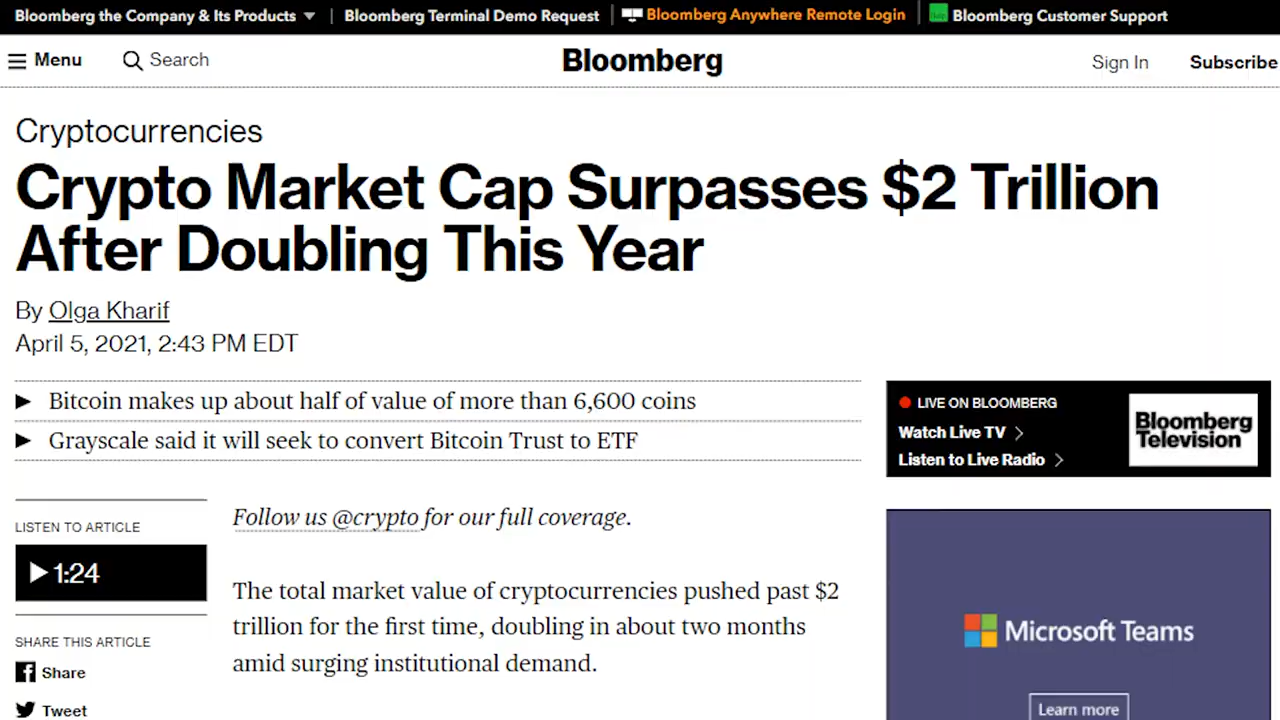 Bloomberg the Company & Its Products ▼ | Bloomberg Terminal Demo Request | Bloomberg Anywhere Remote Login | Bloomberg Customer Support
Menu Search Bloomberg Sign In Subscribe
Cryptocurrencies
Crypto Market Cap Surpasses $2 Trillion
After Doubling This Year
By Olga Kharif
April 5, 2021, 2:43 PM EDT
► Bitcoin makes up about half of value of more than 6,600 coins
► Grayscale said it will seek to convert Bitcoin Trust to ETF
LIVE ON BLOOMBERG
Watch Live TV >
Listen to Live Radio >
Bloomberg
Television
LISTEN TO ARTICLE
1:24
SHARE THIS ARTICLE
Share
Tweet
Follow us @crypto for our full coverage.
The total market value of cryptocurrencies pushed past $2
trillion for the first time, doubling in about two months
amid surging institutional demand.
Microsoft Teams
Learn more